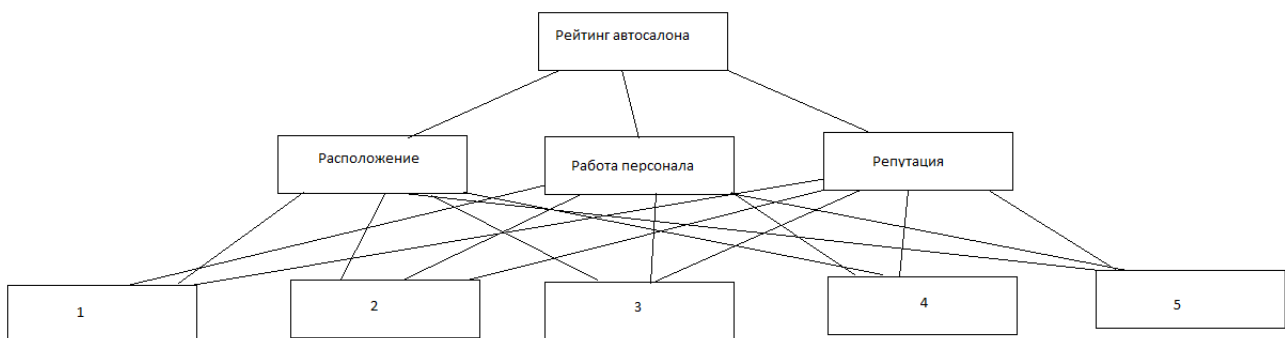 Рейтинг автосалона
Расположение
Работа персонала
Репутация
1
2
3
4
5